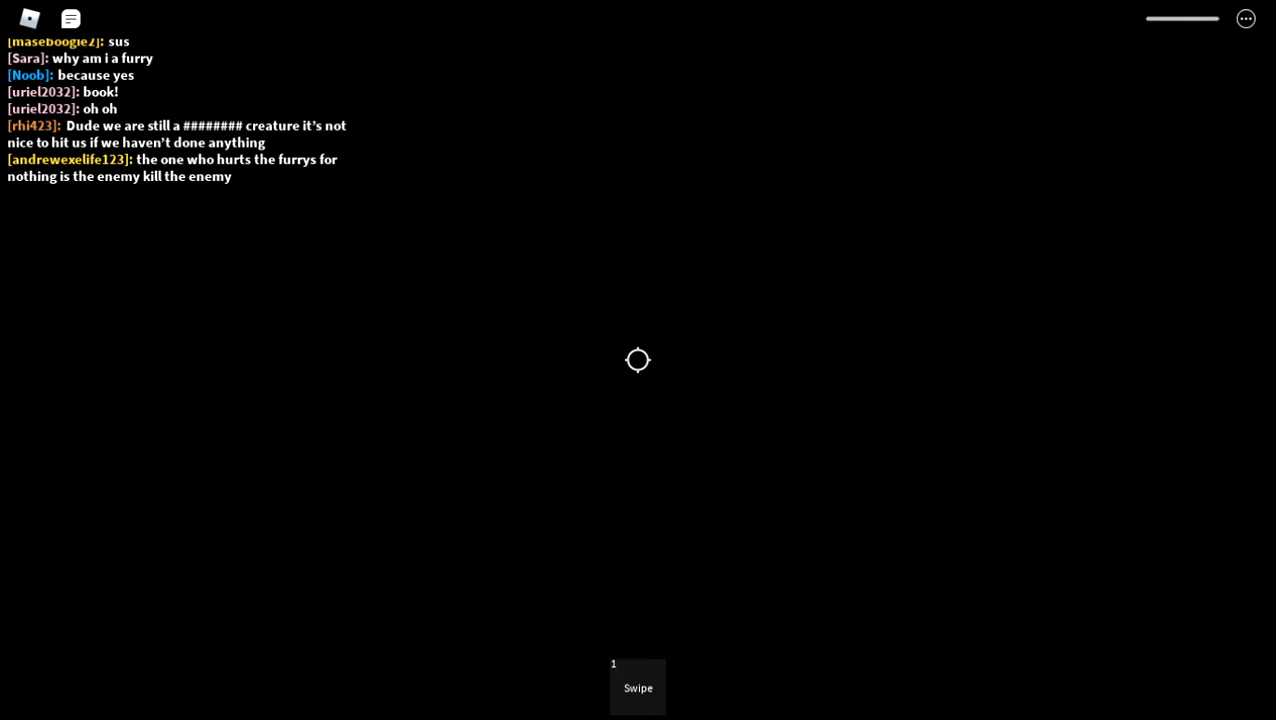 [maseboogie2]: sus
[Sara]: why am i a furry
[Noob]: because yes
[uriel2032]: book!
[uriel2032]: oh oh
[rhi423]: Dude we are still a ######## creature it’s not
nice to hit us if we haven’t done anything
[andrewexelife123]: the one who hurts the furrys for
nothing is the enemy kill the enemy
1
Swipe